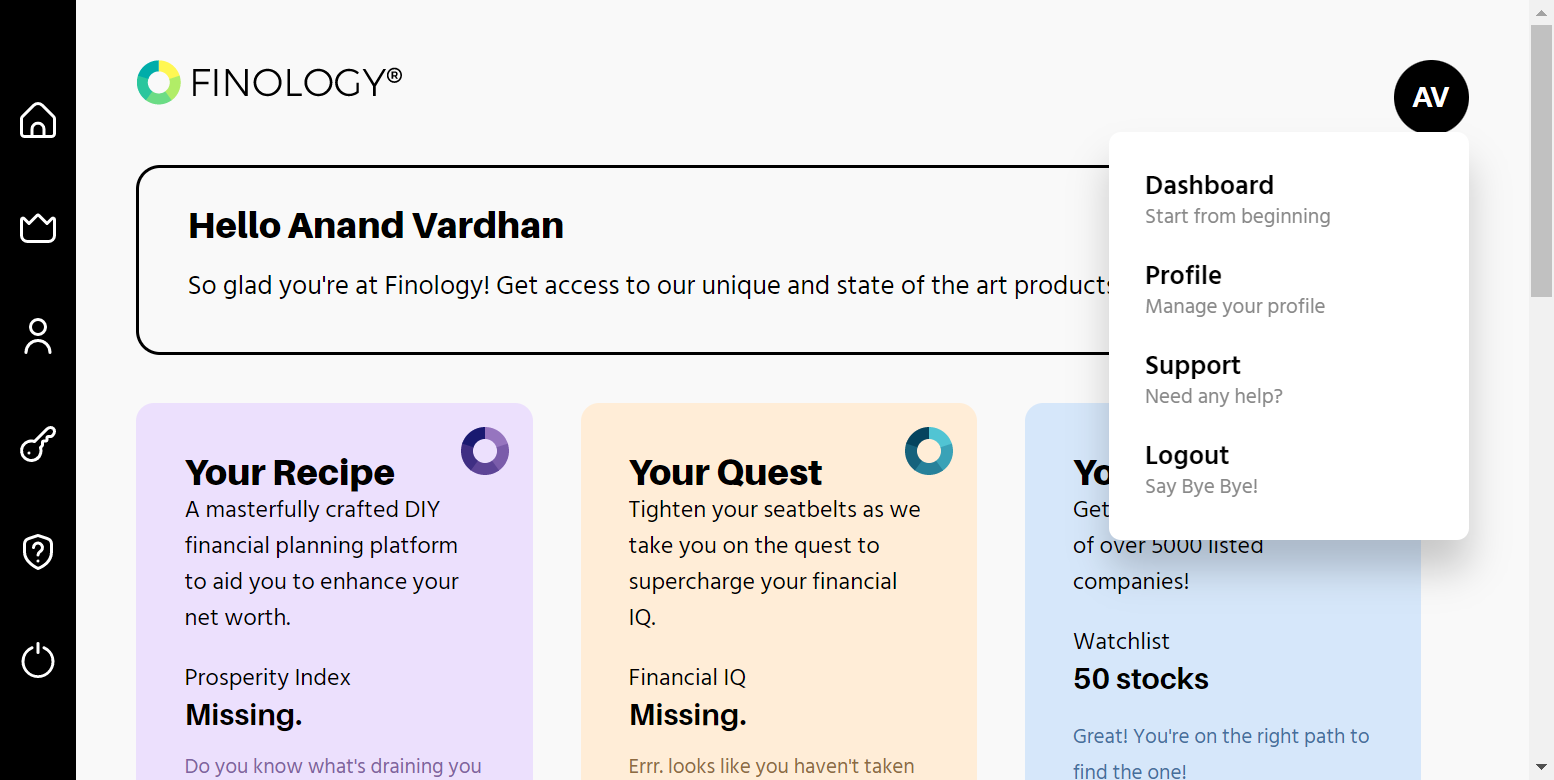 FINOLOGY®
AV
Dashboard
Start from beginning
Profile
Manage your profile
Support
Need any help?
Logout
Say Bye Bye!
Hello Anand Vardhan
So glad you're at Finology! Get access to our unique and state of the art products
Your Recipe
A masterfully crafted DIY
financial planning platform
to aid you to enhance your
net worth.
Prosperity Index
Missing.
Do you know what's draining you
Your Quest
Tighten your seatbelts as we
take you on the quest to
supercharge your financial
IQ.
Financial IQ
Missing.
Errr. looks like you haven't taken
Yo
Get
of over 5000 listed
companies!
Watchlist
50 stocks
Great! You're on the right path to
find the one!